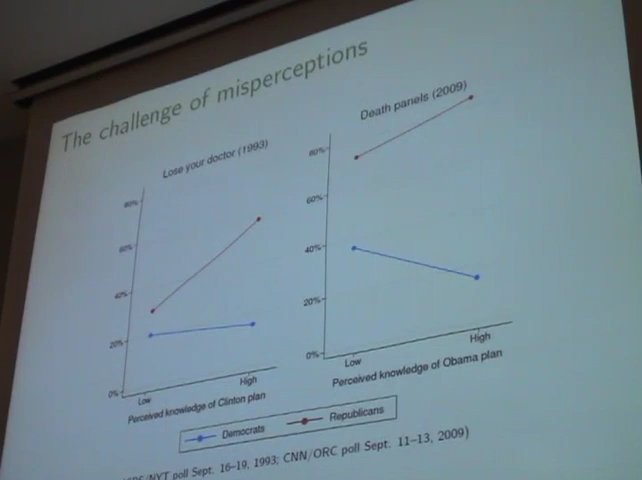 The challenge of misperceptions
Lose your doctor (1993)
80%
60%
40%
20%
0%
Low
High
Perceived knowledge of Clinton plan
Death panels (2009)
80%
60%
40%
20%
0%
Low
High
Perceived knowledge of Obama plan
Democrats
Republicans
/NYT poll Sept. 16–19, 1993; CNN/ORC poll Sept. 11–13, 2009)